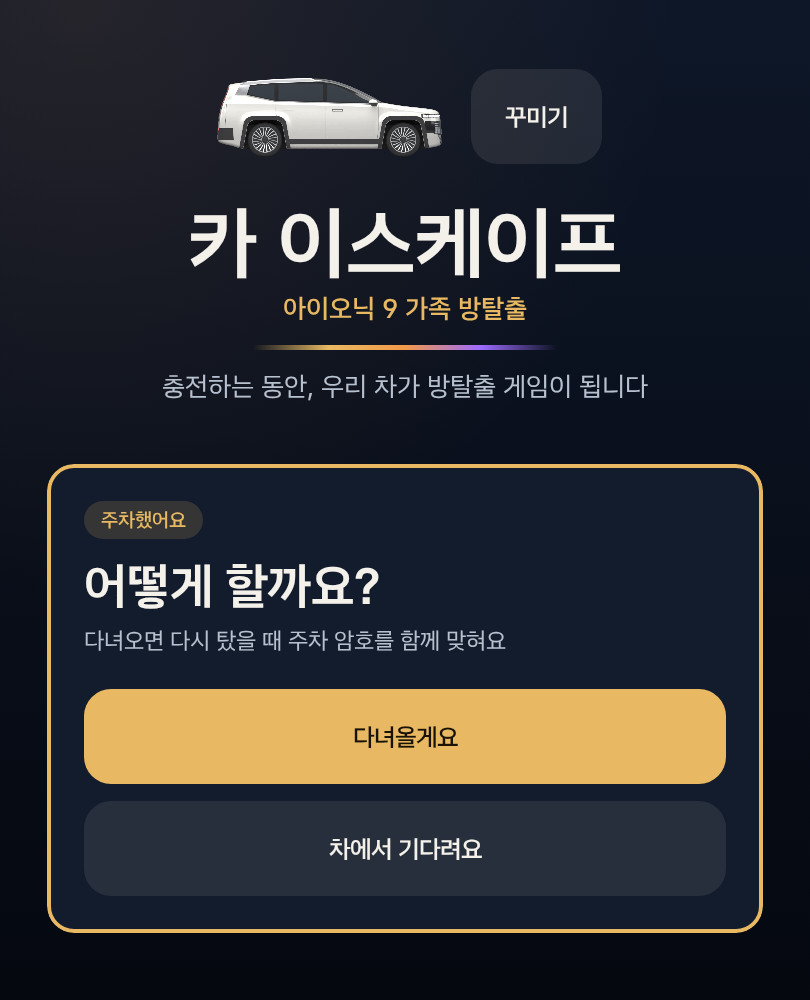 꾸미기
카 이스케이프
아이오닉 9 가족 방탈출
충전하는 동안, 우리 차가 방탈출 게임이 됩니다
주차했어요
어떻게 할까요?
다녀오면 다시 탔을 때 주차 암호를 함께 맞혀요
다녀올게요
차에서 기다려요